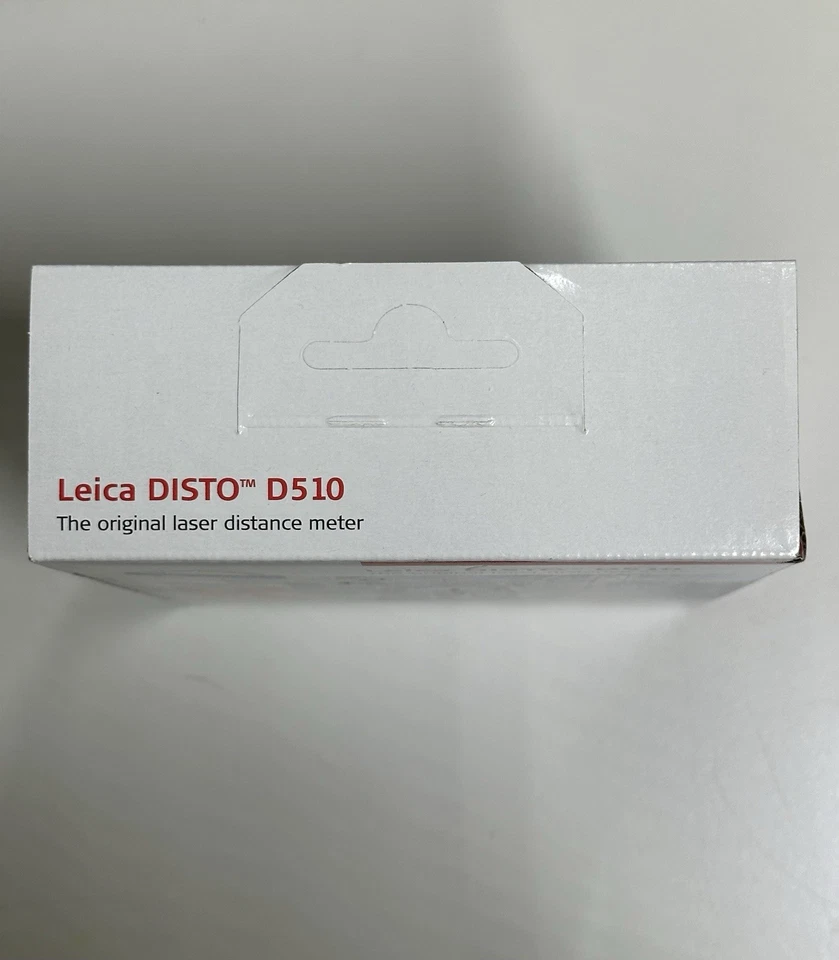 Leica DISTO™ D510
The original laser distance meter